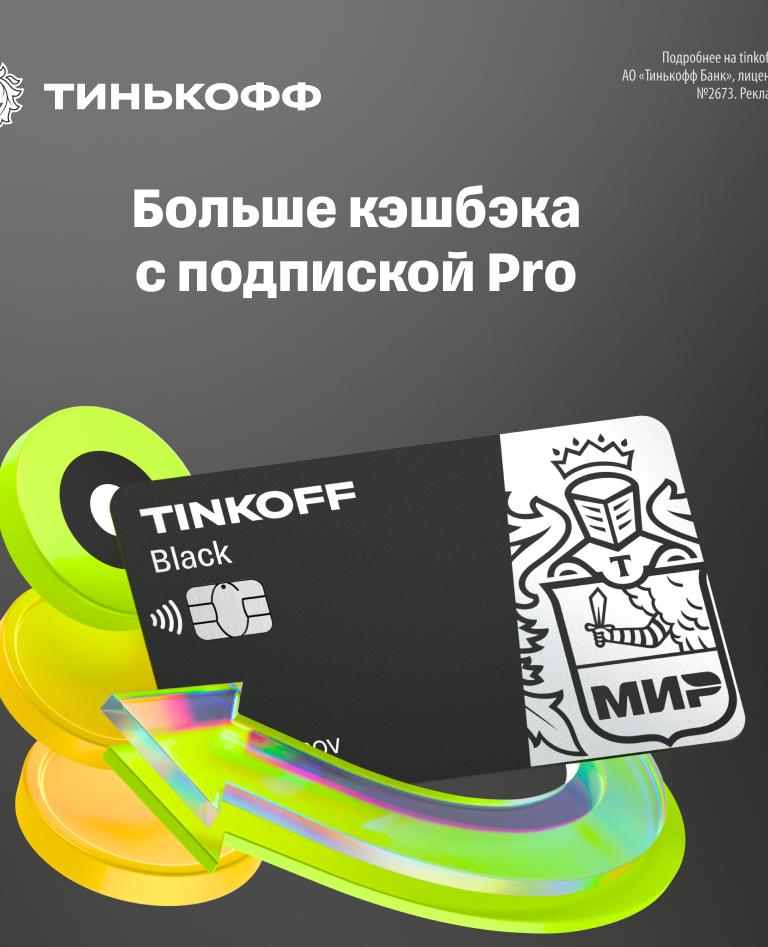 ТИНЬКОФФ
Подробнее на
АО «Тинькофф Банк»,
№2673.
Больше кэшбэка
с подпиской Pro
TINKOFF
Black
T
МИР